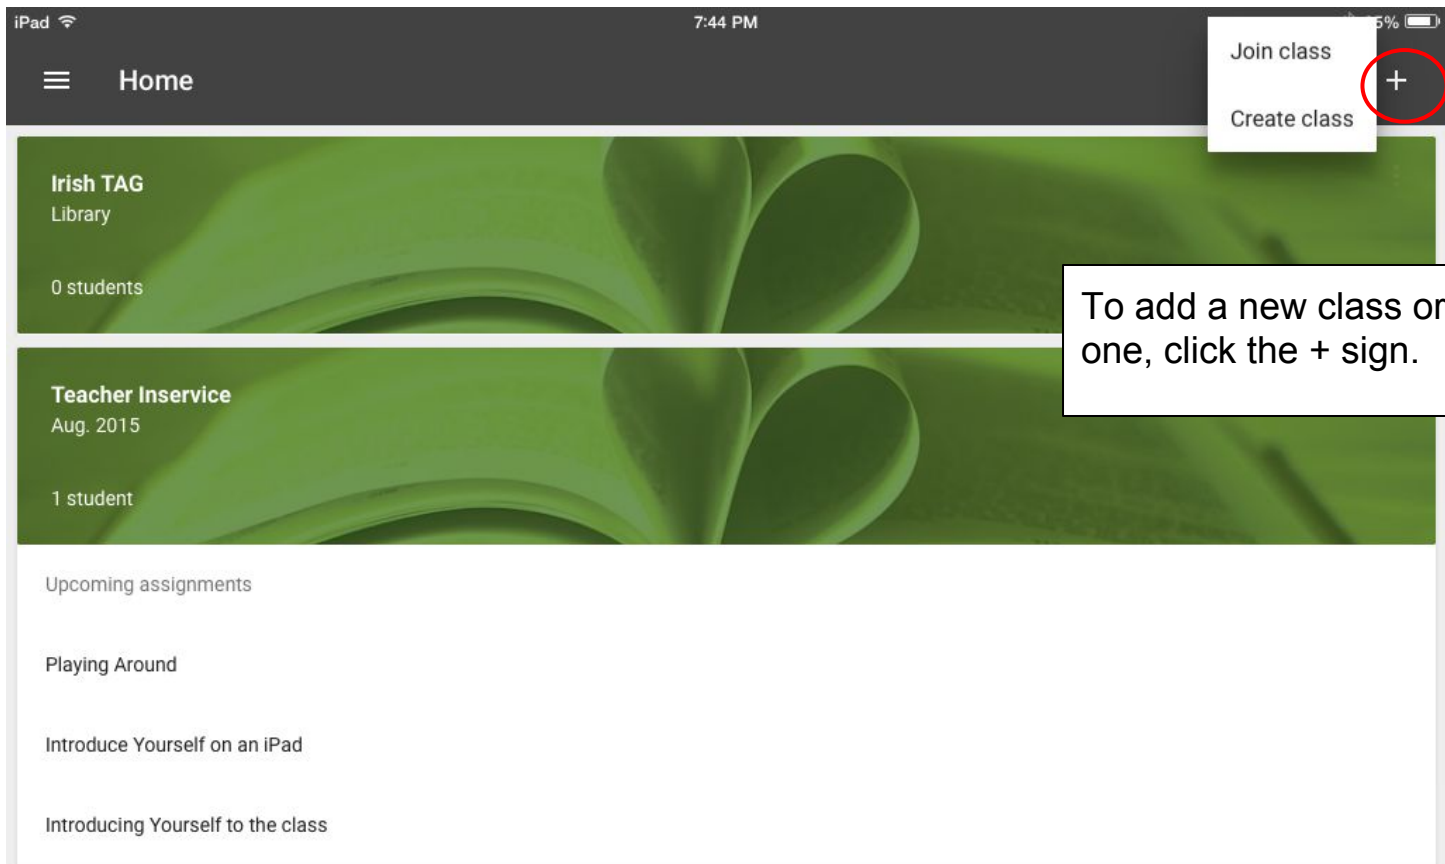 iPad 7:44 PM 5%
Home +
Join class
Create class
Irish TAG
Library
0 students
To add a new class or
one, click the + sign.
Teacher Inservice
Aug. 2015
1 student
Upcoming assignments
Playing Around
Introduce Yourself on an iPad
Introducing Yourself to the class